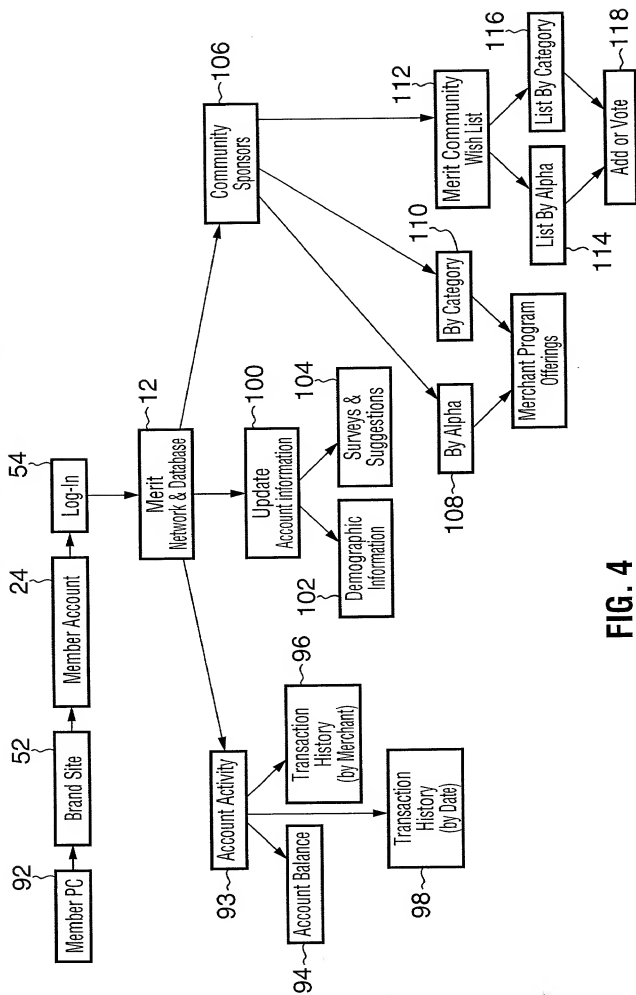 92
Member PC
52
Brand Site
24
Member Account
54
Log-In
12
Merit
Network & Database
93
Account Activity
94
Account Balance
96
Transaction
History
(by Merchant)
98
Transaction
History
(by Date)
100
Update
Account information
102
Demographic
Information
104
Surveys &
Suggestions
106
Community
Sponsors
108
By Alpha
110
By Category
Merchant Program
Offerings
112
Merit Community
Wish List
114
List By Alpha
116
List By Category
118
Add or Vote
FIG. 4